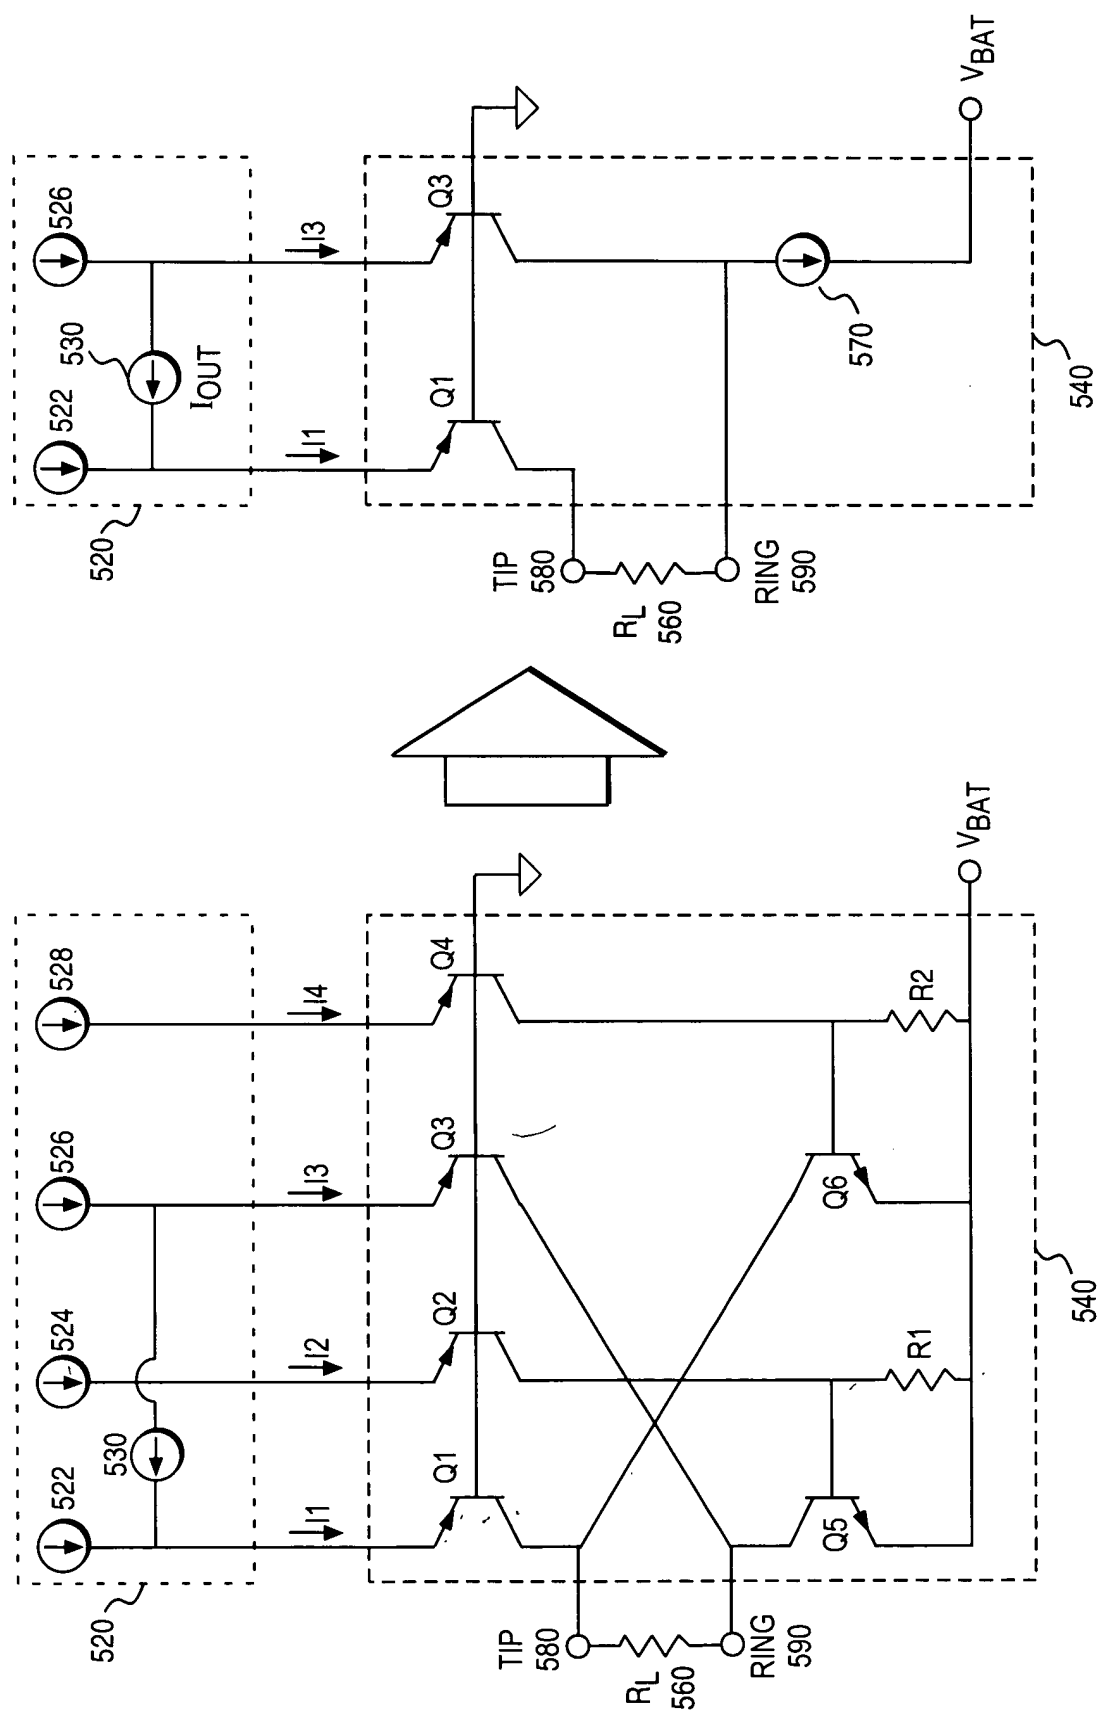 522
524
526
528
530
520
I1
I2
I3
I4
Q1
Q2
Q3
Q4
TIP
580
RL
560
RING
590
Q5
Q6
R1
R2
VBAT
540
522
530
526
IOUT
520
I1
I3
Q1
Q3
TIP
580
RL
560
RING
590
570
VBAT
540